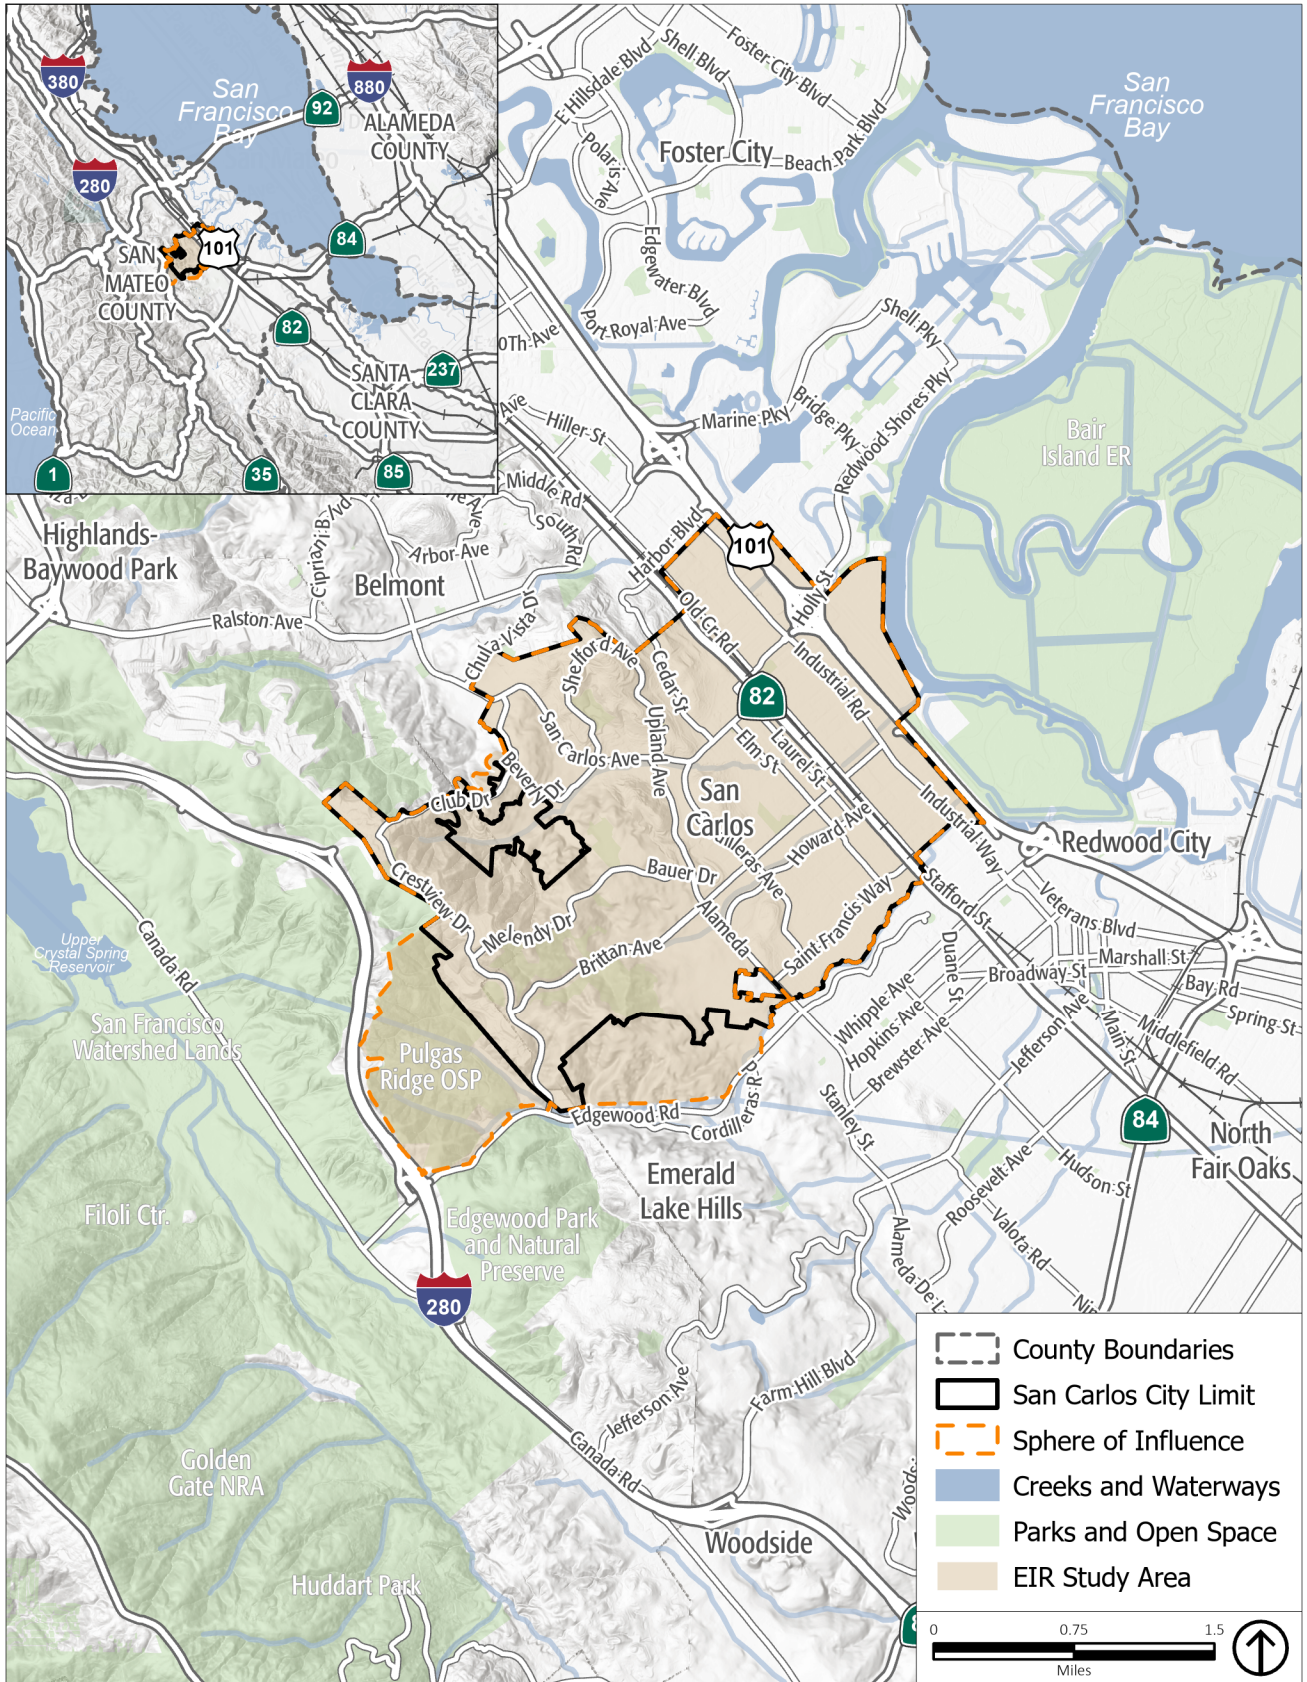 380
San
Francisco
Bay
880
92
ALAMEDA
COUNTY
280
SAN
MATEO
COUNTY
101
84
82
SANTA
CLARA
COUNTY
237
Pacific
Ocean
1
35
85
E Hillsdale Blvd
Shell Blvd
Foster City Blvd
Polaris Ave
Foster City
Beach Park Blvd
Edgewater Blvd
Port Royal Ave
San
Francisco
Bay
Shell Pky
Ave
Hiller St
Marine Pky
Bridge Pky
Redwood Shores Pky
Bair
Island ER
Middle Rd
South Rd
Highlands-
Baywood Park
Cipriani Blvd
Arbor Ave
Belmont
Harbor Blvd
101
Holly St
Ralston Ave
Chula Vista Dr
Shelford Ave
Old Cr Rd
Cedar St
Industrial Rd
82
San Carlos Ave
Upland Ave
Elm St
Laurel St
Beverly Dr
Club Dr
San
Carlos
Howard Ave
Industrial Way
Redwood City
Crestview Dr
Bauer Dr
Melendy Dr
Brittan Ave
Alameda
Saint Francis Way
Stafford St
Veterans Blvd
Canada Rd
Upper
Crystal Spring
Reservoir
Duane St
Broadway St
Marshall St
Bay Rd
Spring St
Whipple Ave
Hopkins Ave
Brewster Ave
Jefferson Ave
Main St
Middlefield Rd
San Francisco
Watershed Lands
Pulgas
Ridge OSP
Edgewood Rd
Cordilleras R
Stanley St
84
North
Fair Oaks
Emerald
Lake Hills
Hudson St
Roosevelt Ave
Valota Rd
Filoli Ctr.
Edgewood Park
and Natural
Preserve
Alameda De L
280
Jefferson Ave
Farm Hill Blvd
Canada Rd
Golden
Gate NRA
Woodside
Huddart Park
County Boundaries
San Carlos City Limit
Sphere of Influence
Creeks and Waterways
Parks and Open Space
EIR Study Area
0 0.75 1.5
Miles